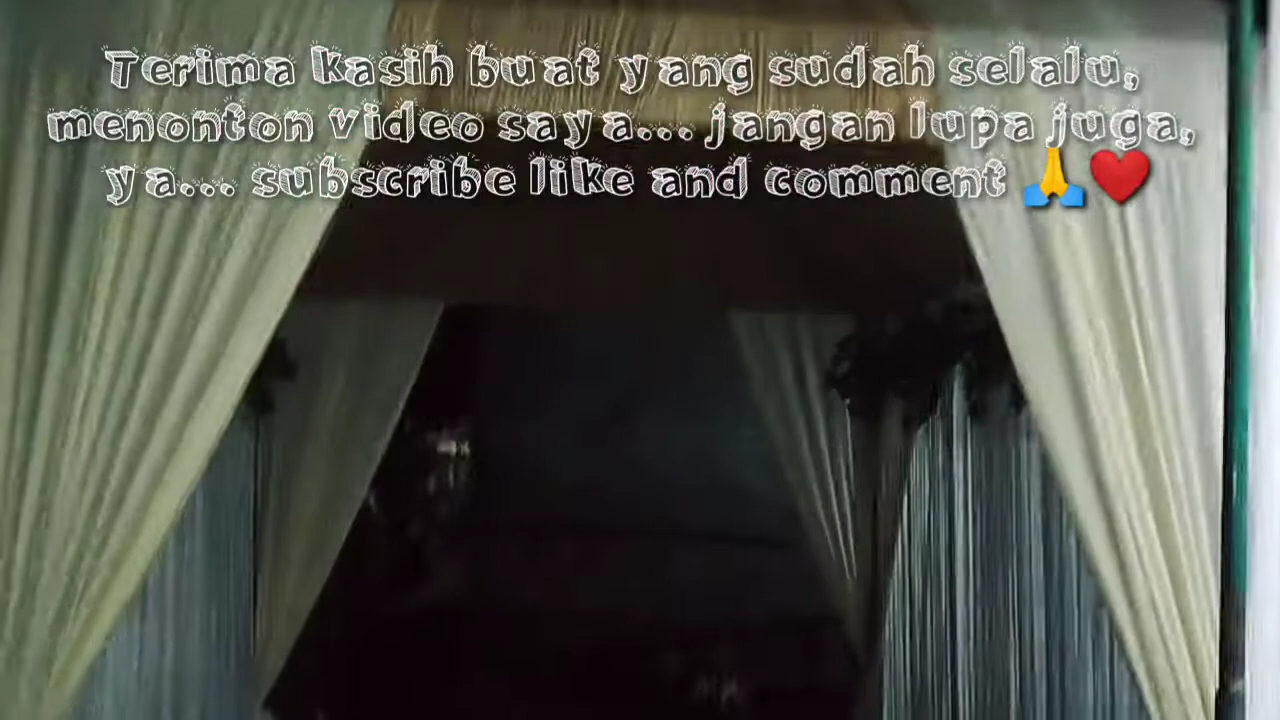 Terima kasih buat yang sudah selalu,
menonton video saya... jangan lupa juga,
ya... subscribe like and comment 🙏❤️